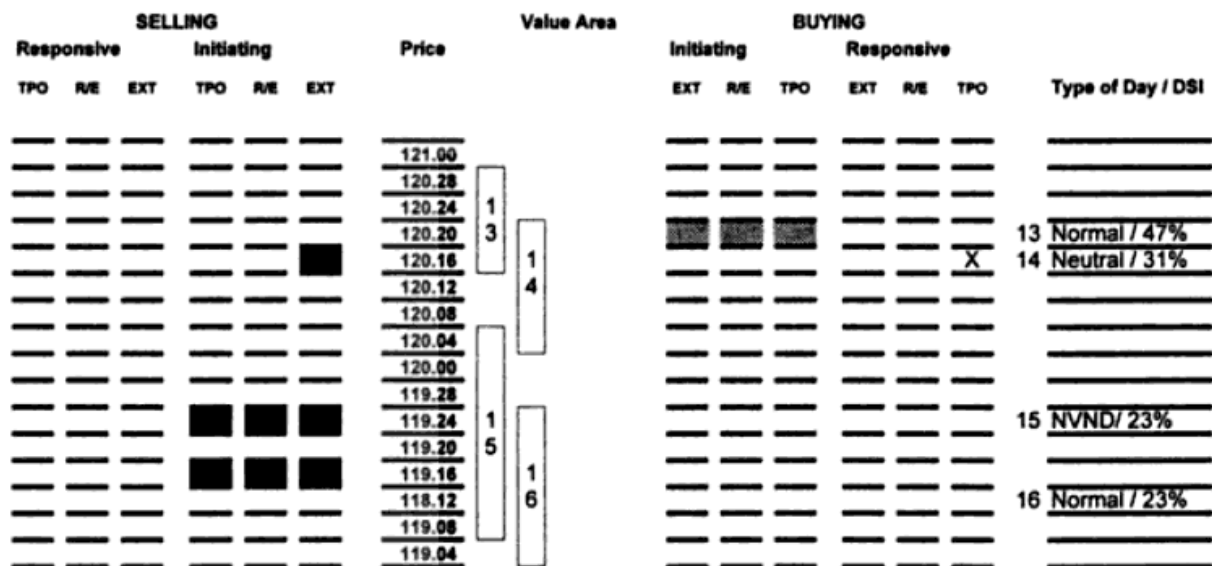 SELLING Value Area BUYING
Responsive Initiating Price Initiating Responsive
TPO R/E EXT TPO R/E EXT EXT R/E TPO EXT R/E TPO Type of Day / DSI
121.00
120.28
120.24 1
120.20 3 13 Normal / 47%
120.16 1 X 14 Neutral / 31%
120.12 4
120.08
120.04
120.00
119.28
119.24 1 15 NVND/ 23%
119.20 5
119.16 1
118.12 6 16 Normal / 23%
119.08
119.04